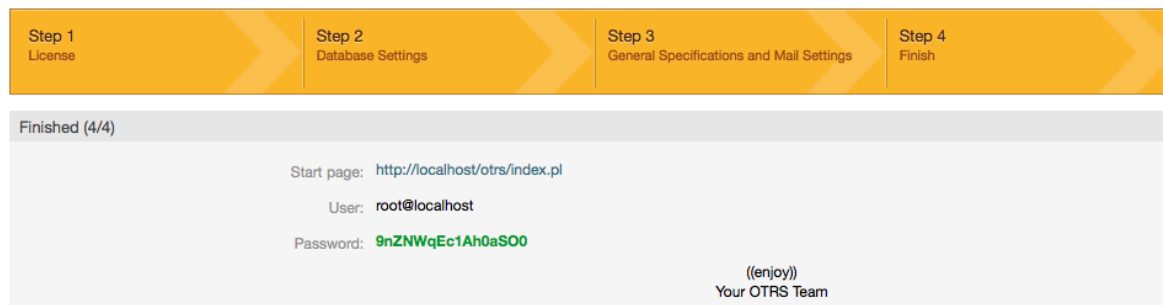 Step 1
License
Step 2
Database Settings
Step 3
General Specifications and Mail Settings
Step 4
Finish
Finished (4/4)
Start page: http://localhost/otrs/index.pl
User: root@localhost
Password: 9nZNWqEc1Ah0aSO0
((enjoy))
Your OTRS Team